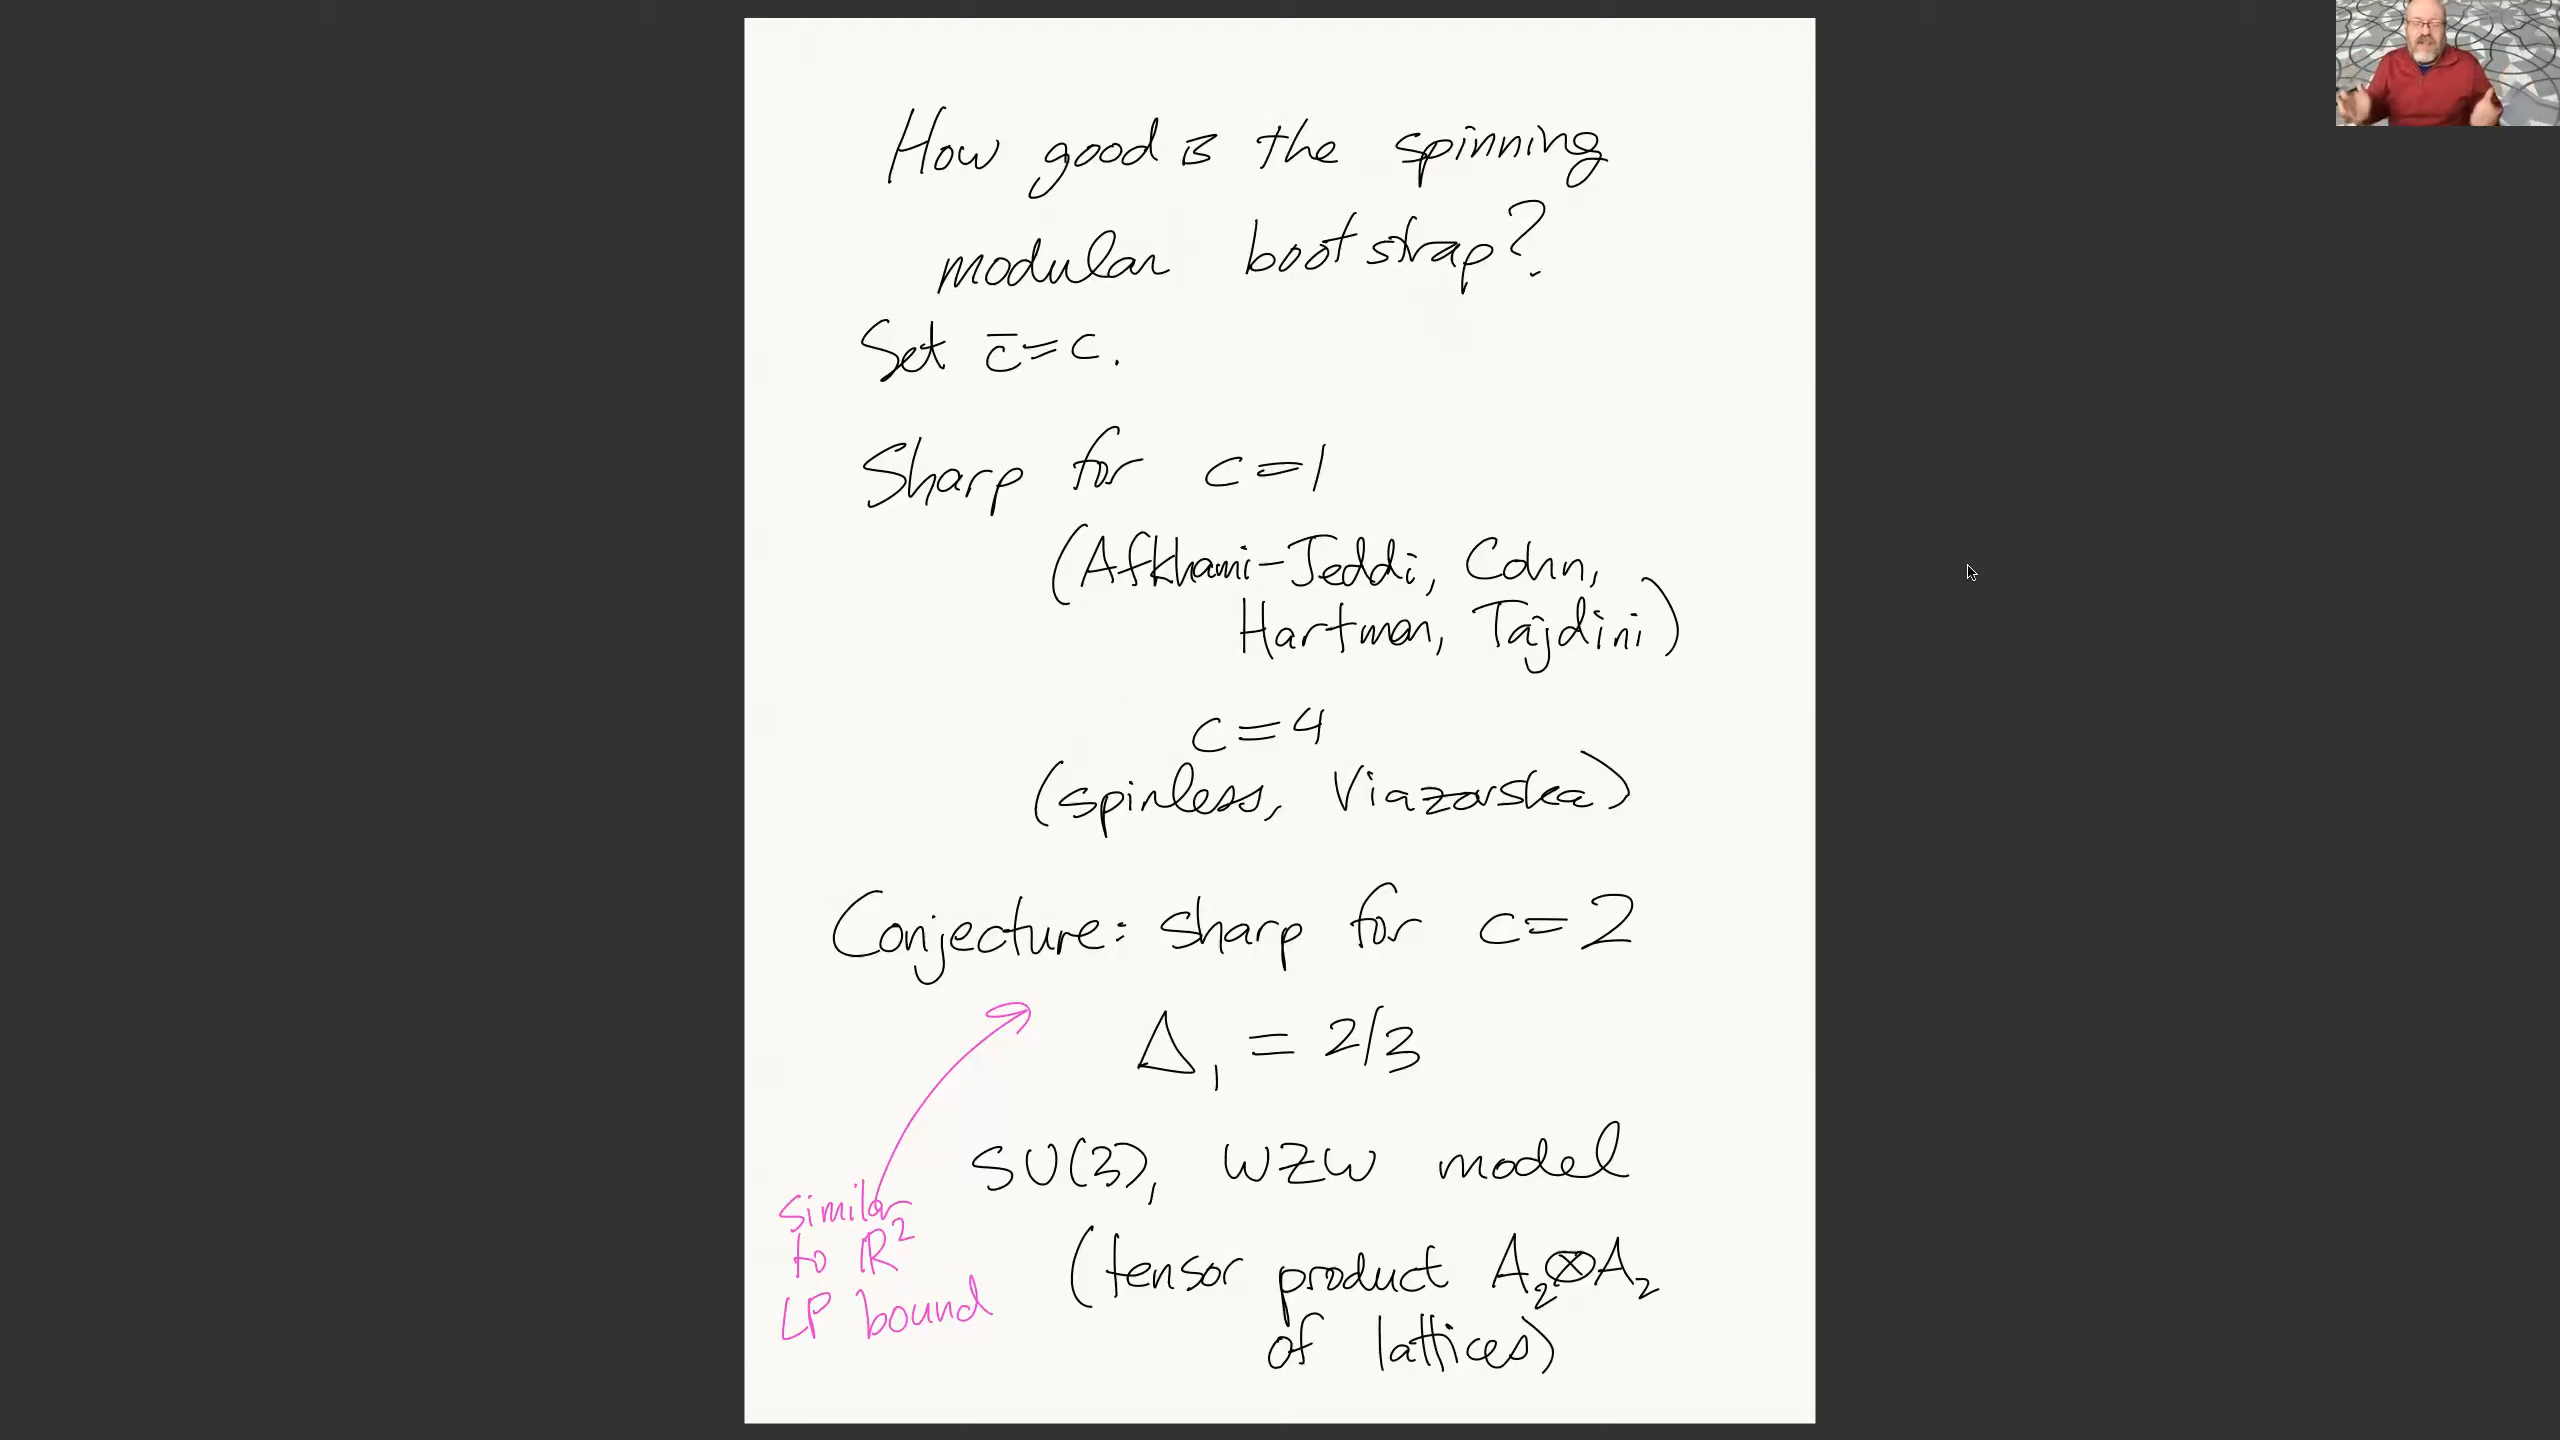 How good is the spinning
modular bootstrap?
Set c̄=c.
Sharp for c=1
(Afkhami-Jeddi, Cohn,
Hartman, Tajdini)
c=4
(spinless, Viazovska)
Conjecture: sharp for c=2
Δ₁ = 2/3
SU(3)₁ WZW model
(tensor product A₂⊗A₂
of lattices)
similar
to ℝ²
LP bound